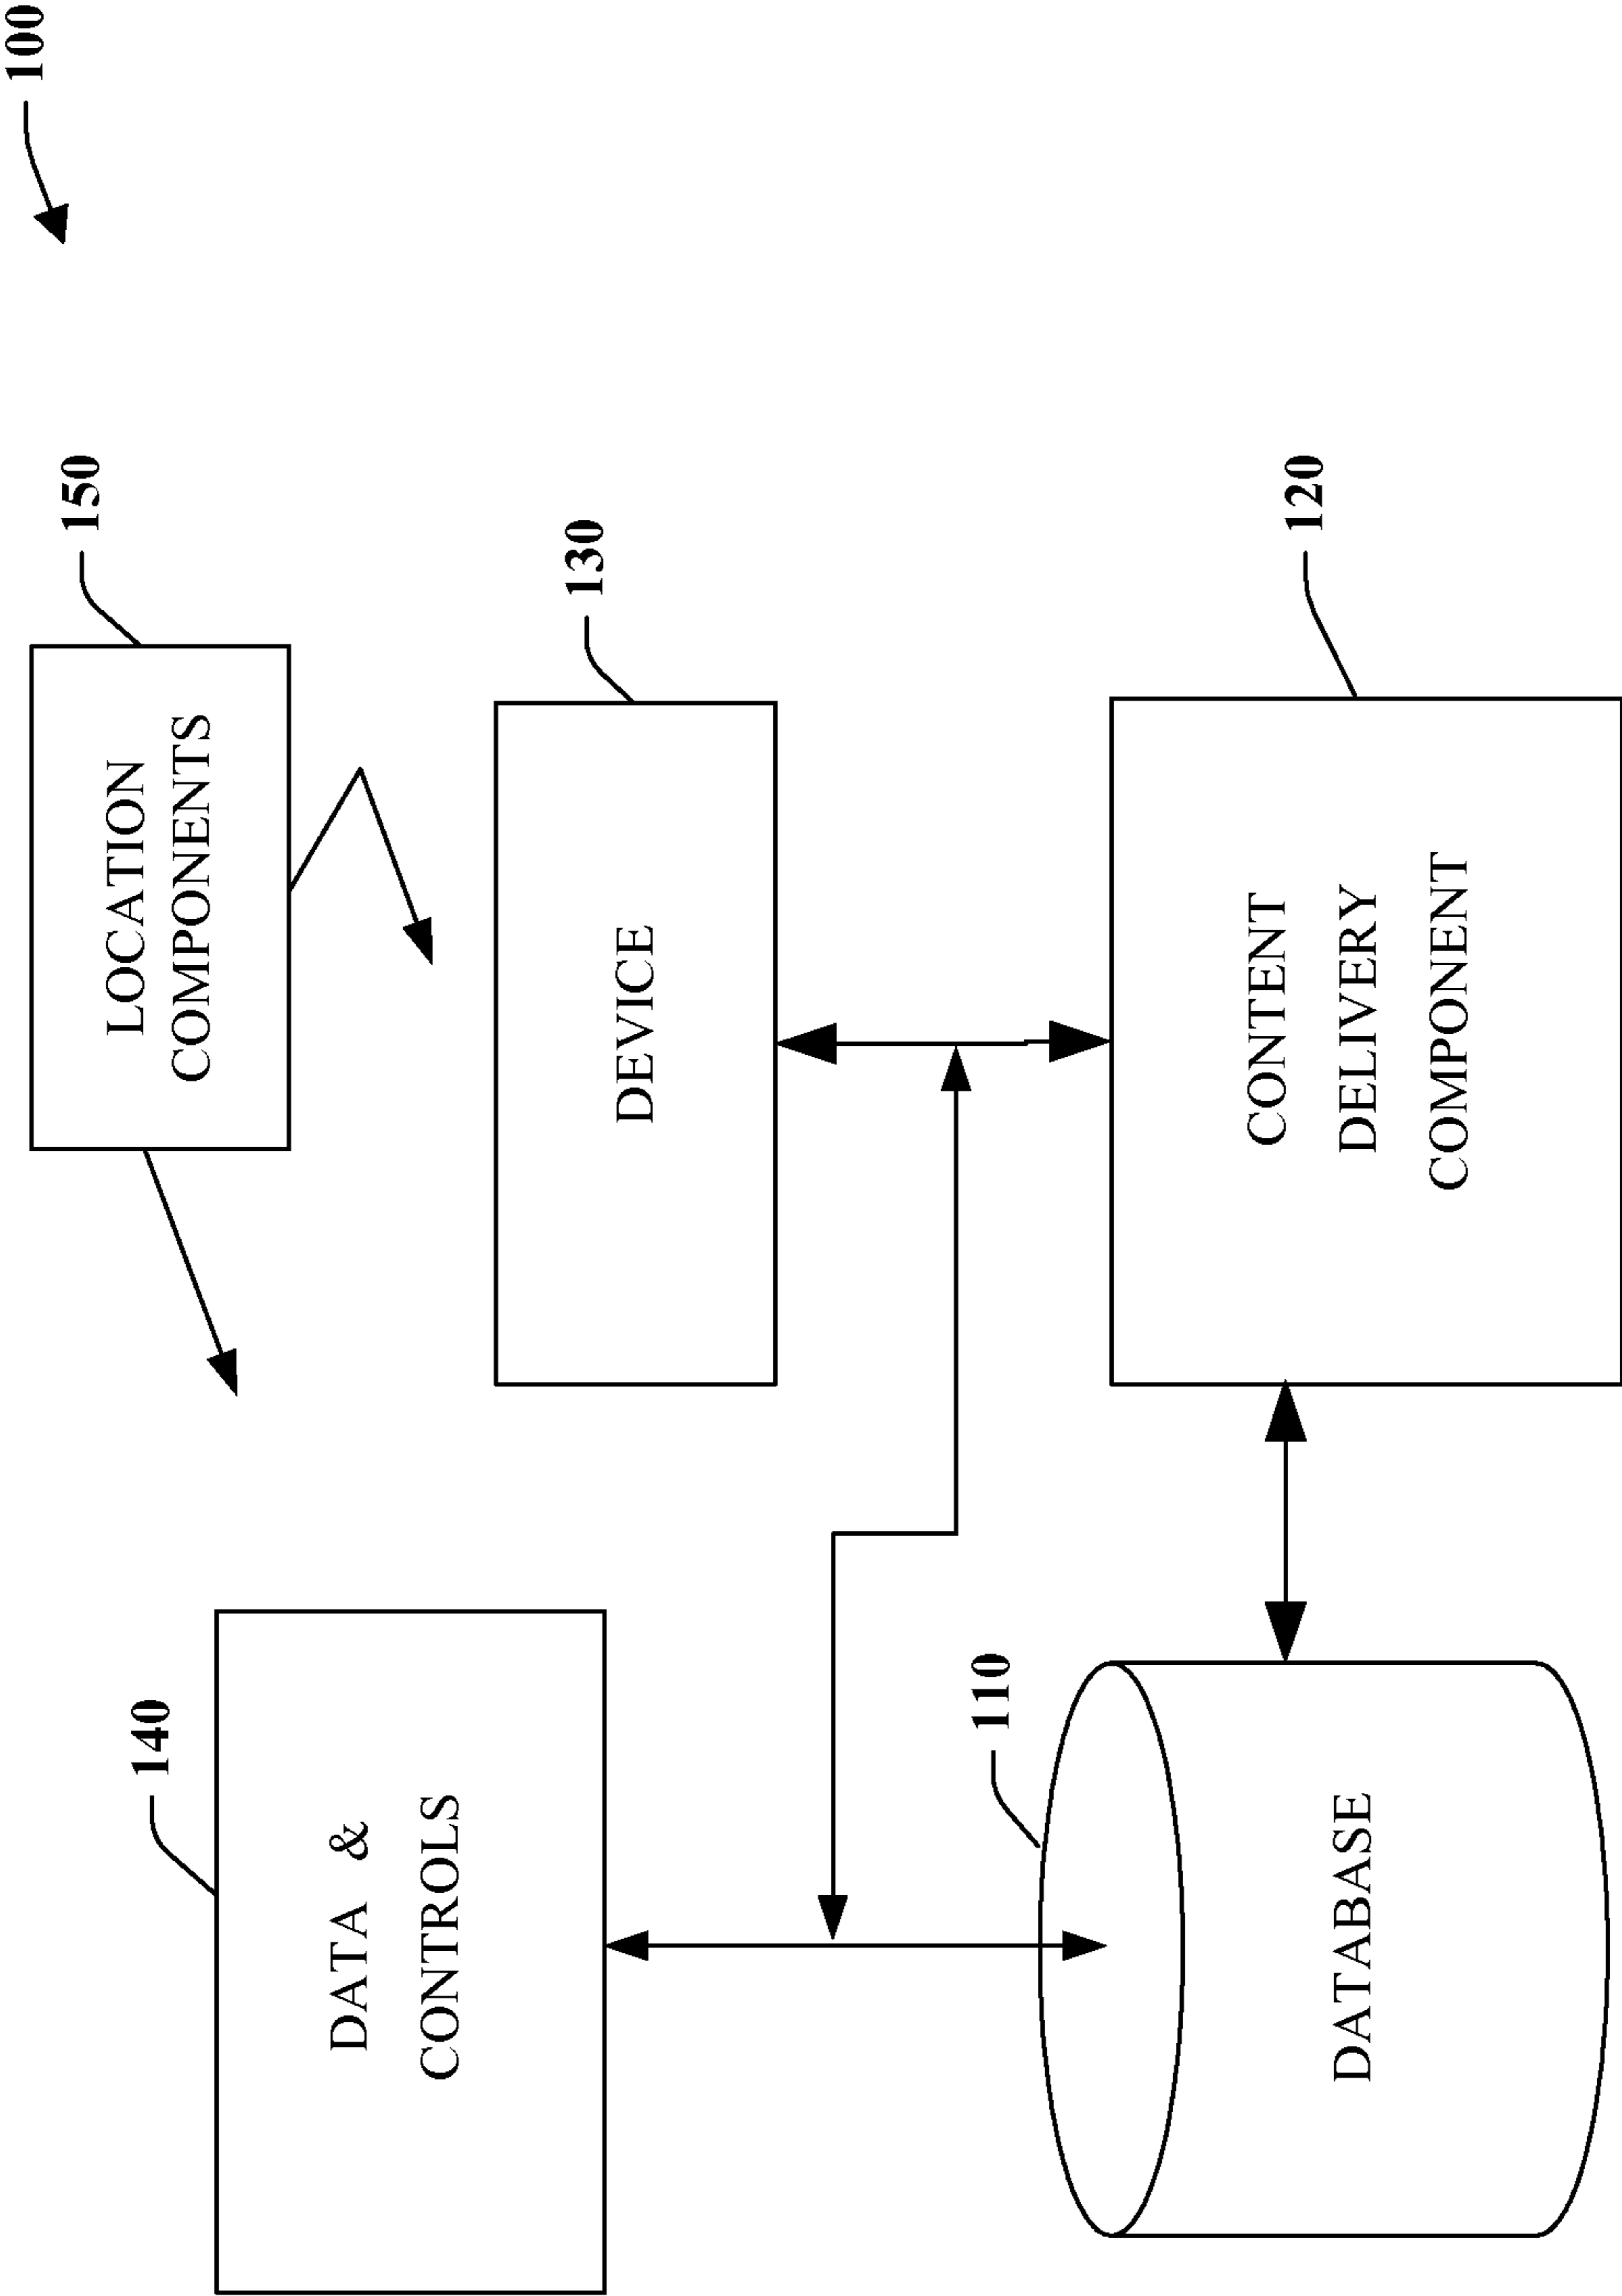 100
150
LOCATION
COMPONENTS
140
DATA &
CONTROLS
130
DEVICE
110
DATABASE
120
CONTENT
DELIVERY
COMPONENT